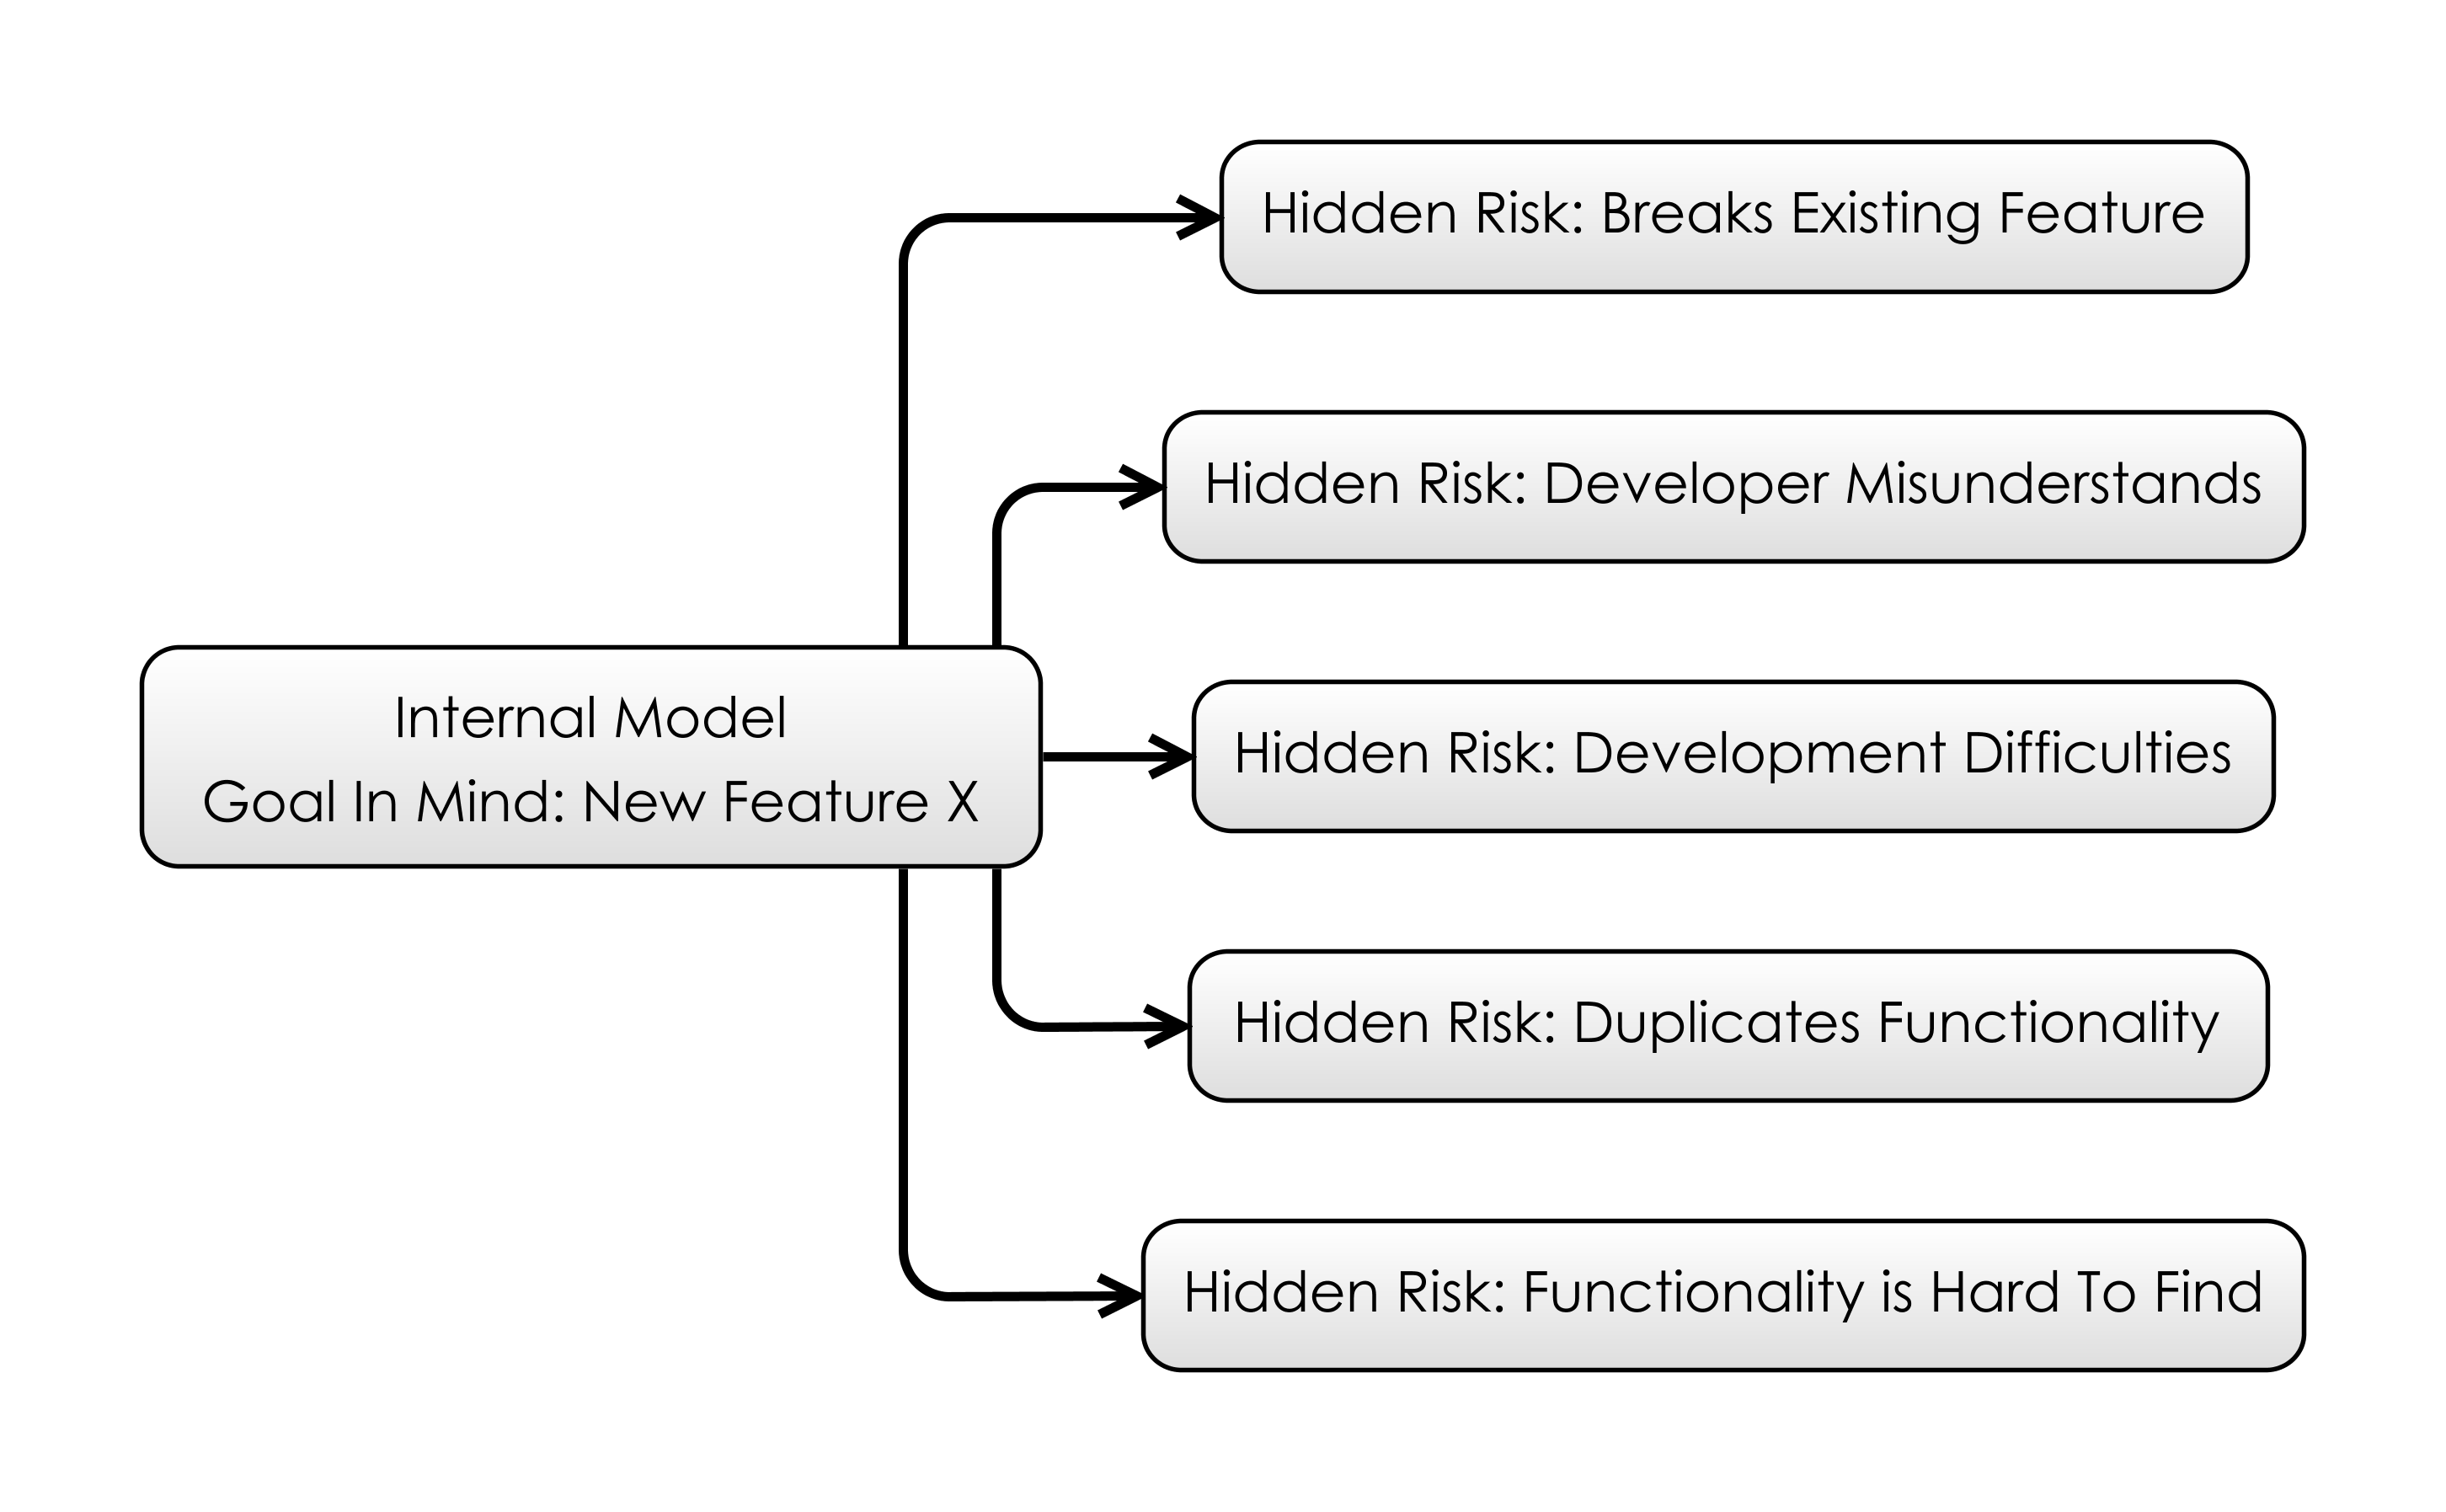 Hidden Risk: Breaks Existing Feature
Hidden Risk: Developer Misunderstands
Internal Model
Goal In Mind: New Feature X
Hidden Risk: Development Difficulties
Hidden Risk: Duplicates Functionality
Hidden Risk: Functionality is Hard To Find